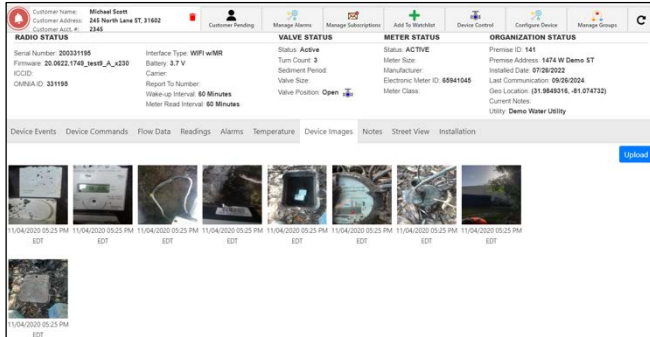 Customer Name: Michael Scott
Customer Address: 245 North Lane ST, 31602
Customer Acct. #: 2345
Customer Pending
Manage Alarms
Manage Subscriptions
Add To Watchlist
Device Control
Configure Device
Manage Groups
RADIO STATUS
Serial Number: 200331195
Firmware: 20.0622.1749_test9_A_x230
ICCID:
OMNIA ID: 331195
Interface Type: WIFI w/MR
Battery: 3.7 V
Carrier:
Report To Number:
Wake-up Interval: 60 Minutes
Meter Read Interval: 60 Minutes
VALVE STATUS
Status: Active
Turn Count: 3
Sediment Period:
Valve Size:
Valve Position: Open
METER STATUS
Status: ACTIVE
Meter Size:
Manufacturer:
Electronic Meter ID: 65941045
Meter Class:
ORGANIZATION STATUS
Premise ID: 141
Premise Address: 1474 W Demo ST
Installed Date: 07/26/2022
Last Communication: 09/26/2024
Geo Location: (31.9849316, -81.074732)
Current Notes:
Utility: Demo Water Utility
Device Events Device Commands Flow Data Readings Alarms Temperature Device Images Notes Street View Installation
Upload
11/04/2020 05:25 PM EDT
11/04/2020 05:25 PM EDT
11/04/2020 05:25 PM EDT
11/04/2020 05:25 PM EDT
11/04/2020 05:25 PM EDT
11/04/2020 05:25 PM EDT
11/04/2020 05:25 PM EDT
11/04/2020 05:25 PM EDT
11/04/2020 05:25 PM EDT